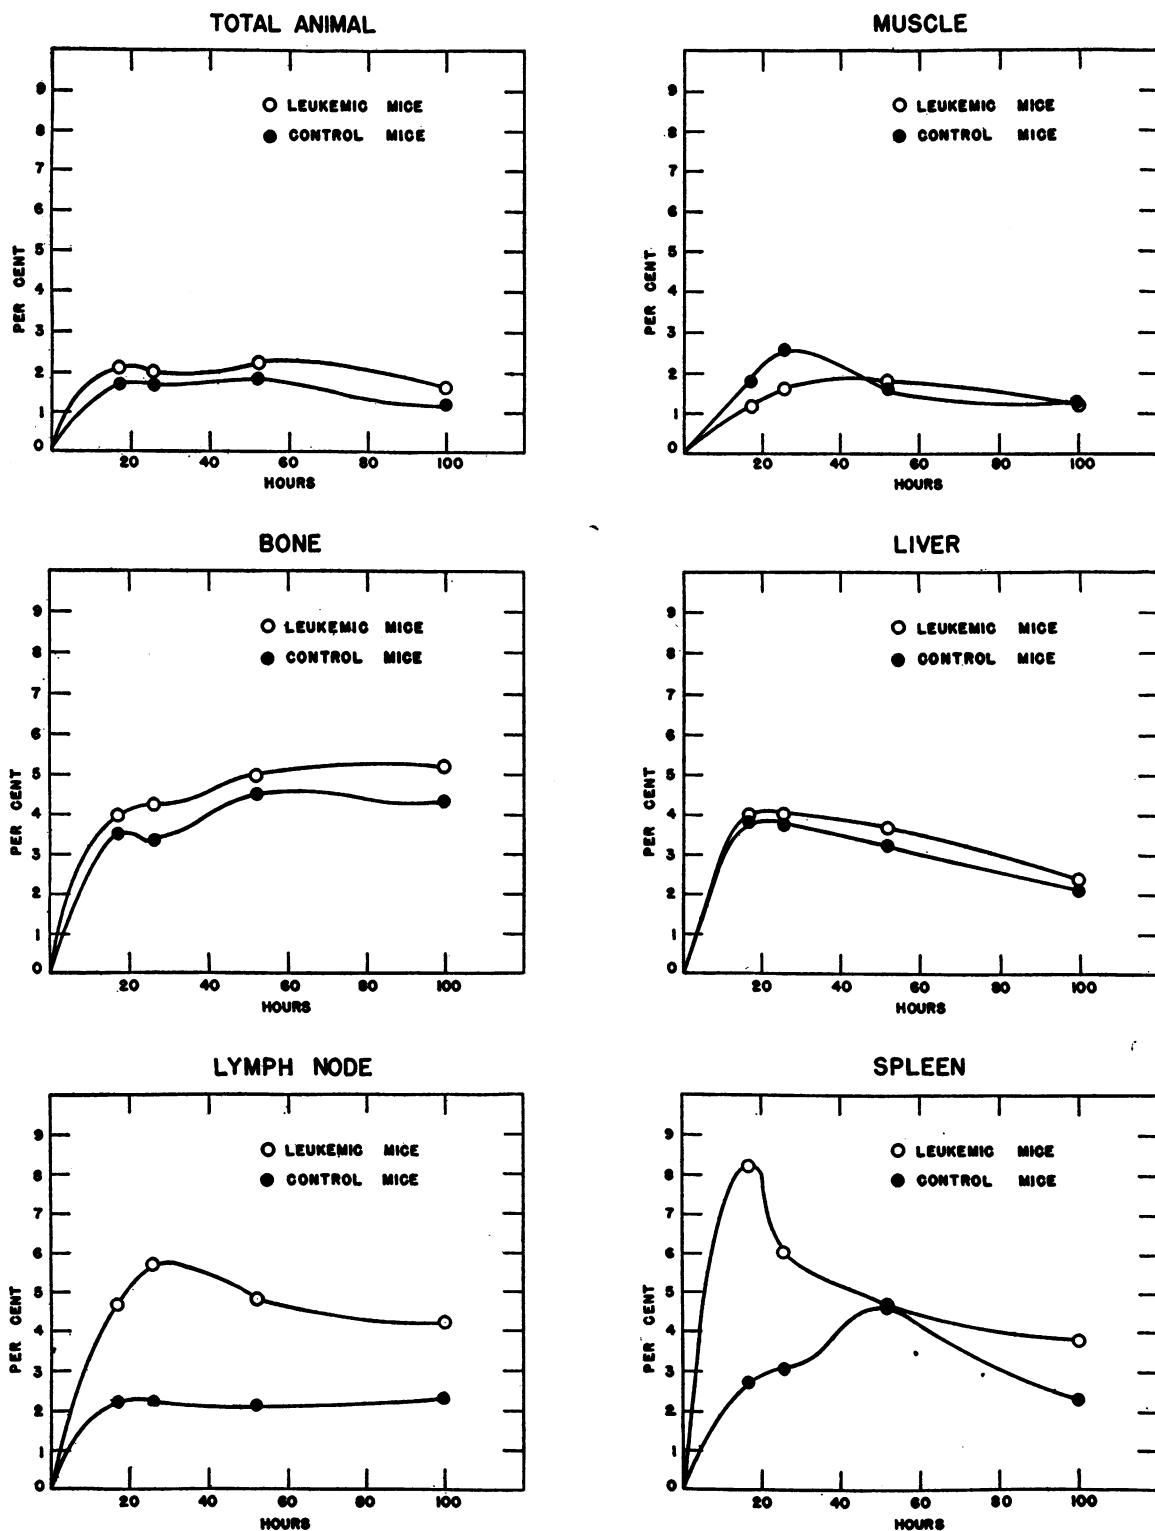 TOTAL ANIMAL
9
8
7
6
5
4
3
2
1
0
PER CENT
LEUKEMIC MICE
CONTROL MICE
20 40 60 80 100
HOURS
MUSCLE
9
8
7
6
5
4
3
2
1
0
PER CENT
LEUKEMIC MICE
CONTROL MICE
20 40 60 80 100
HOURS
BONE
9
8
7
6
5
4
3
2
1
0
PER CENT
LEUKEMIC MICE
CONTROL MICE
20 40 60 80 100
HOURS
LIVER
9
8
7
6
5
4
3
2
1
0
PER CENT
LEUKEMIC MICE
CONTROL MICE
20 40 60 80 100
HOURS
LYMPH NODE
9
8
7
6
5
4
3
2
1
0
PER CENT
LEUKEMIC MICE
CONTROL MICE
20 40 60 80 100
HOURS
SPLEEN
9
8
7
6
5
4
3
2
1
0
PER CENT
LEUKEMIC MICE
CONTROL MICE
20 40 60 80 100
HOURS